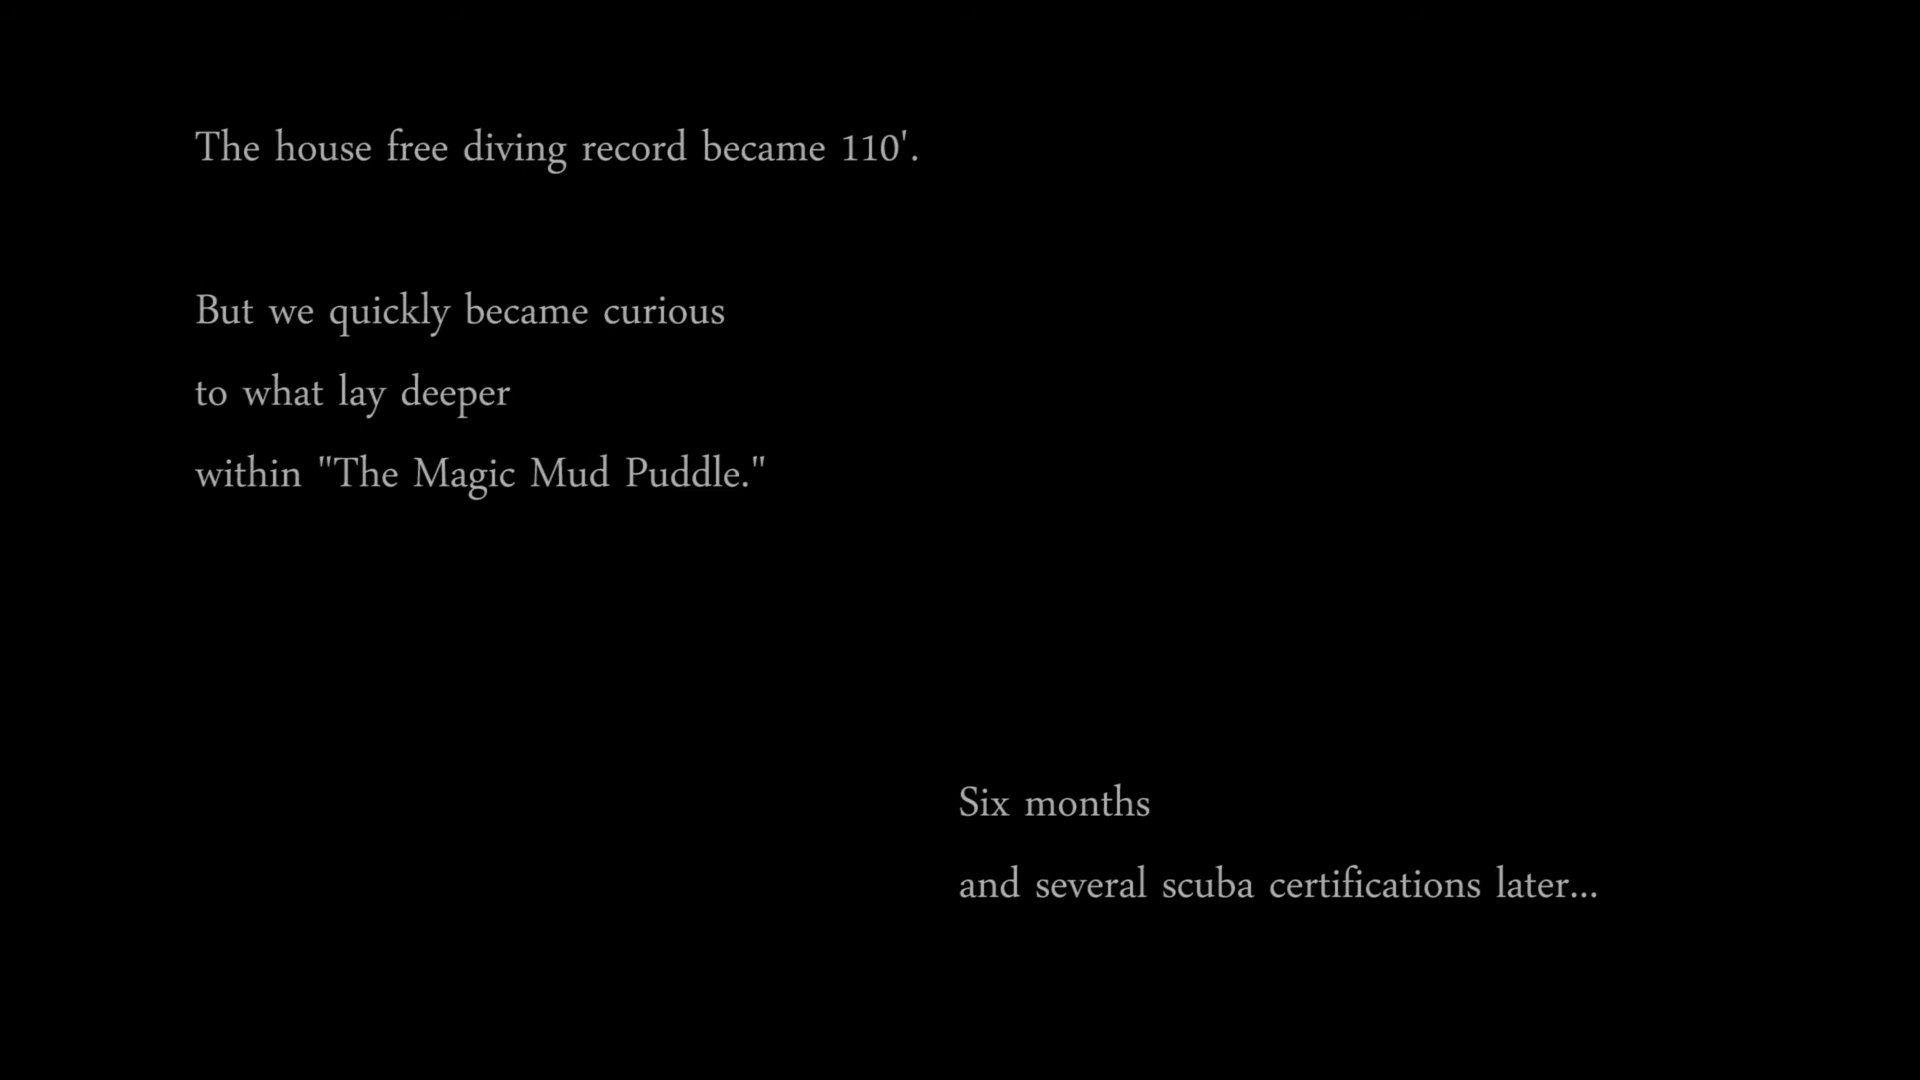 The house free diving record became 110'.
But we quickly became curious
to what lay deeper
within "The Magic Mud Puddle."
Six months
and several scuba certifications later...